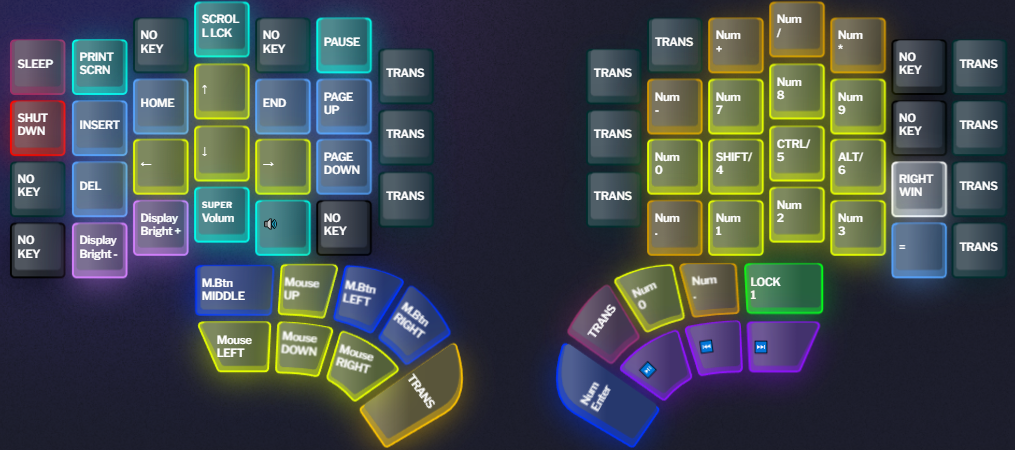 SLEEP
PRINT
SCRN
NO
KEY
SCROL
L LCK
NO
KEY
PAUSE
TRANS
SHUT
DWN
INSERT
HOME
↑
END
PAGE
UP
TRANS
NO
KEY
DEL
←
↓
→
PAGE
DOWN
TRANS
NO
KEY
Display
Bright -
Display
Bright +
SUPER
Volum
NO
KEY
M.Btn
MIDDLE
Mouse
UP
M.Btn
LEFT
M.Btn
RIGHT
Mouse
LEFT
Mouse
DOWN
Mouse
RIGHT
TRANS
TRANS
TRANS
Num
+
Num
/
Num
*
NO
KEY
TRANS
TRANS
Num
-
Num
7
Num
8
Num
9
NO
KEY
TRANS
TRANS
Num
0
SHIFT/
4
CTRL/
5
ALT/
6
RIGHT
WIN
TRANS
Num
.
Num
1
Num
2
Num
3
=
TRANS
TRANS
Num
0
Num
.
LOCK
1
Num
Enter